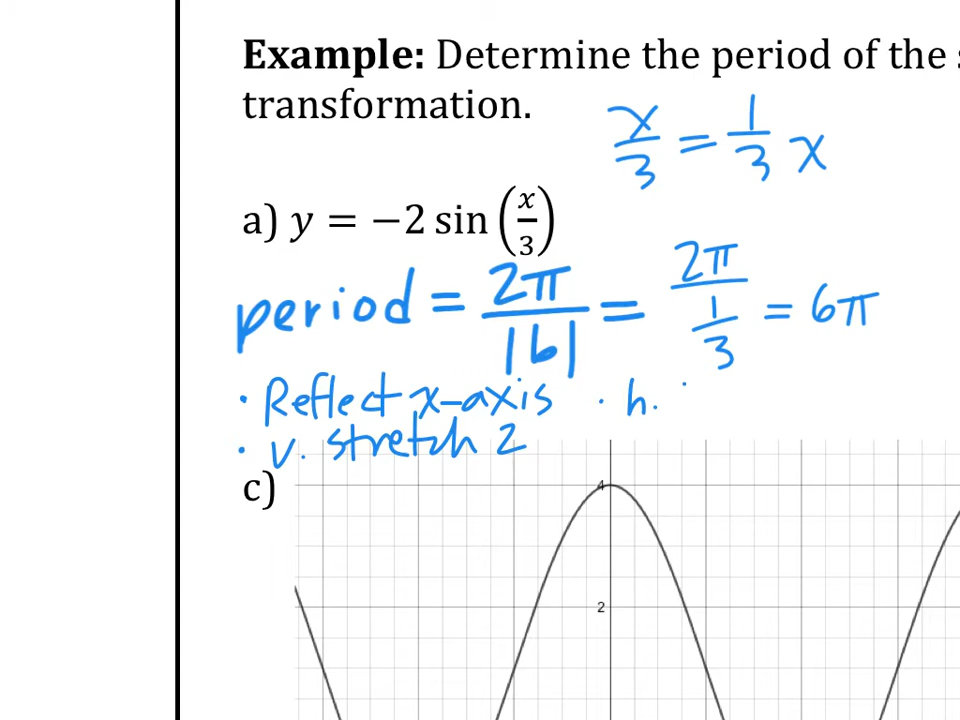 Example: Determine the period of the
transformation.
x/3 = 1/3 x
a) y = −2 sin (x/3)
period = 2π/|b| = 2π/(1/3) = 6π
· Reflect x-axis · h.
· v. stretch 2
c)
4
2